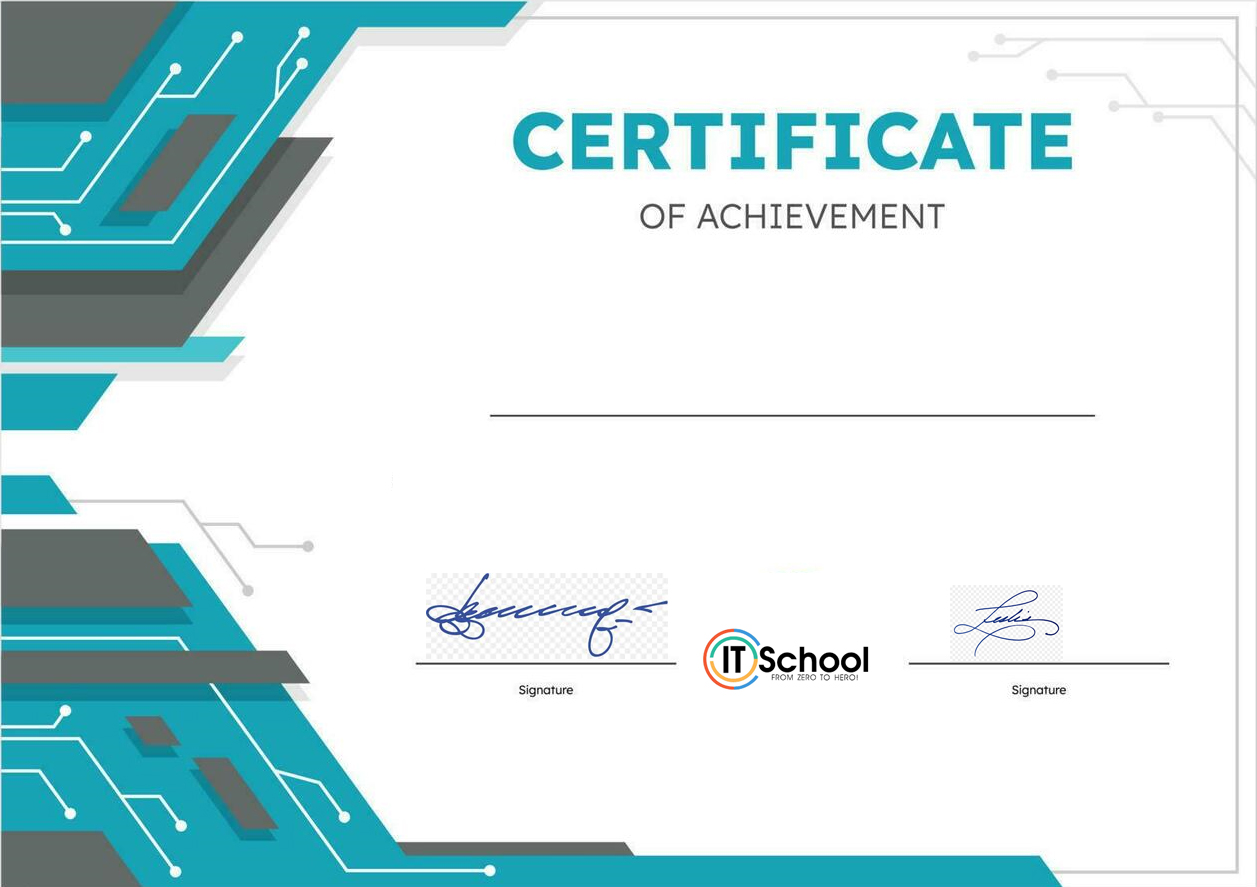 CERTIFICATE
OF ACHIEVEMENT
IT School
FROM ZERO TO HERO!
Signature
Signature